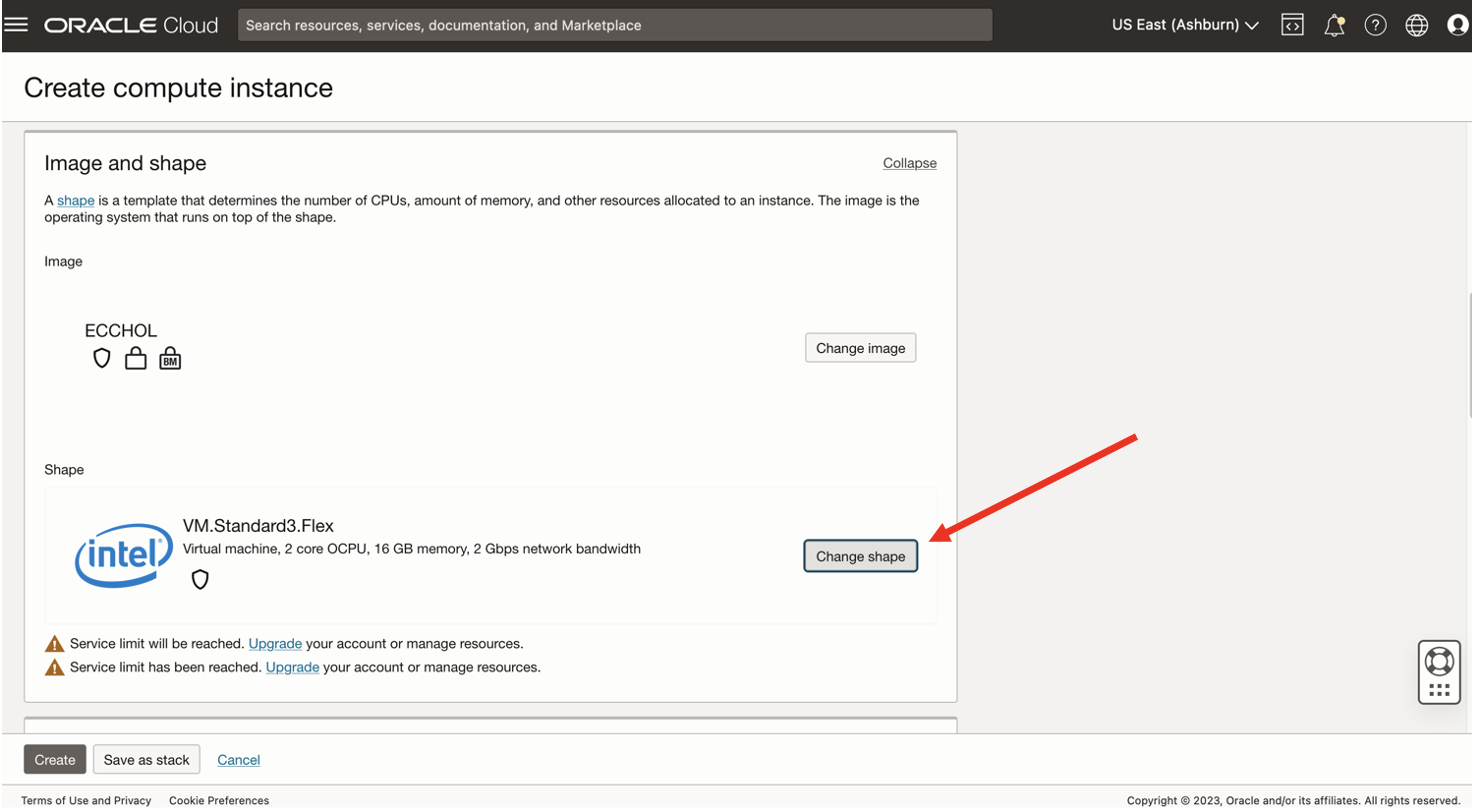 ORACLE Cloud
Search resources, services, documentation, and Marketplace
US East (Ashburn)
Create compute instance
Image and shape
Collapse
A shape is a template that determines the number of CPUs, amount of memory, and other resources allocated to an instance. The image is the
operating system that runs on top of the shape.
Image
ECCHOL
BM
Change image
Shape
intel
VM.Standard3.Flex
Virtual machine, 2 core OCPU, 16 GB memory, 2 Gbps network bandwidth
Change shape
Service limit will be reached. Upgrade your account or manage resources.
Service limit has been reached. Upgrade your account or manage resources.
Create
Save as stack
Cancel
Terms of Use and Privacy
Cookie Preferences
Copyright © 2023, Oracle and/or its affiliates. All rights reserved.